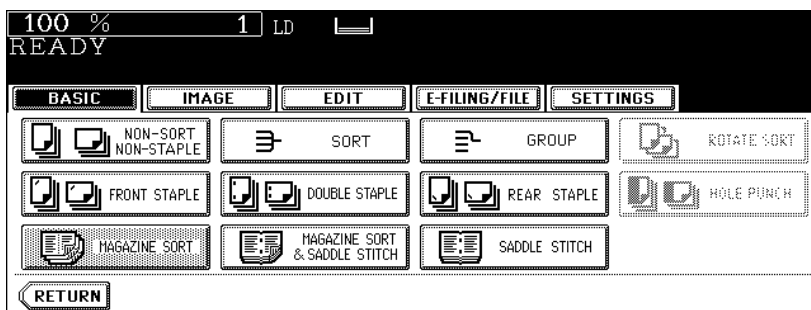 100 % 1 LD
READY
BASIC IMAGE EDIT E-FILING/FILE SETTINGS
NON-SORT NON-STAPLE SORT GROUP ROTATE SORT
FRONT STAPLE DOUBLE STAPLE REAR STAPLE HOLE PUNCH
MAGAZINE SORT MAGAZINE SORT & SADDLE STITCH SADDLE STITCH
RETURN